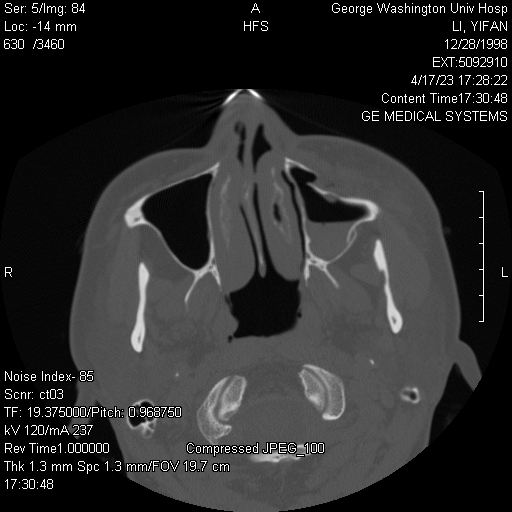 Ser: 5/Img: 84
Loc: -14 mm
630 /3460
A
HFS
George Washington Univ Hosp
LI, YIFAN
12/28/1998
EXT:5092910
4/17/23 17:28:22
Content Time17:30:48
GE MEDICAL SYSTEMS
R
L
Noise Index- 85
Scnr: ct03
TF: 19.375000/Pitch: 0.968750
kV 120/mA 237
Rev Time1.000000
Compressed JPEG_100
Thk 1.3 mm Spc 1.3 mm/FOV 19.7 cm
17:30:48